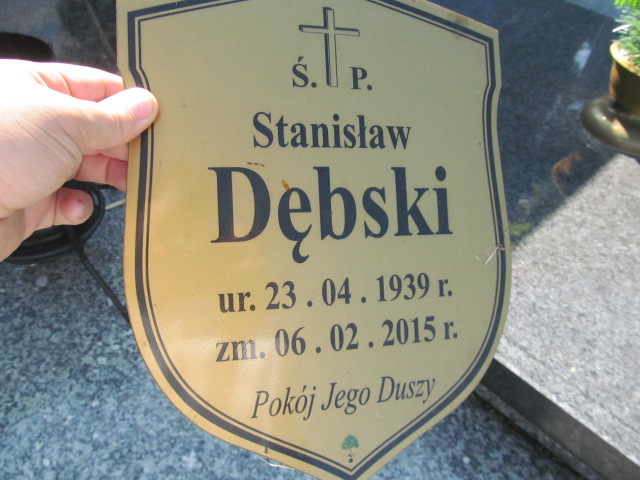 Ś. P.
Stanisław
Dębski
ur. 23 . 04 . 1939 r.
zm. 06 . 02 . 2015 r.
Pokój Jego Duszy